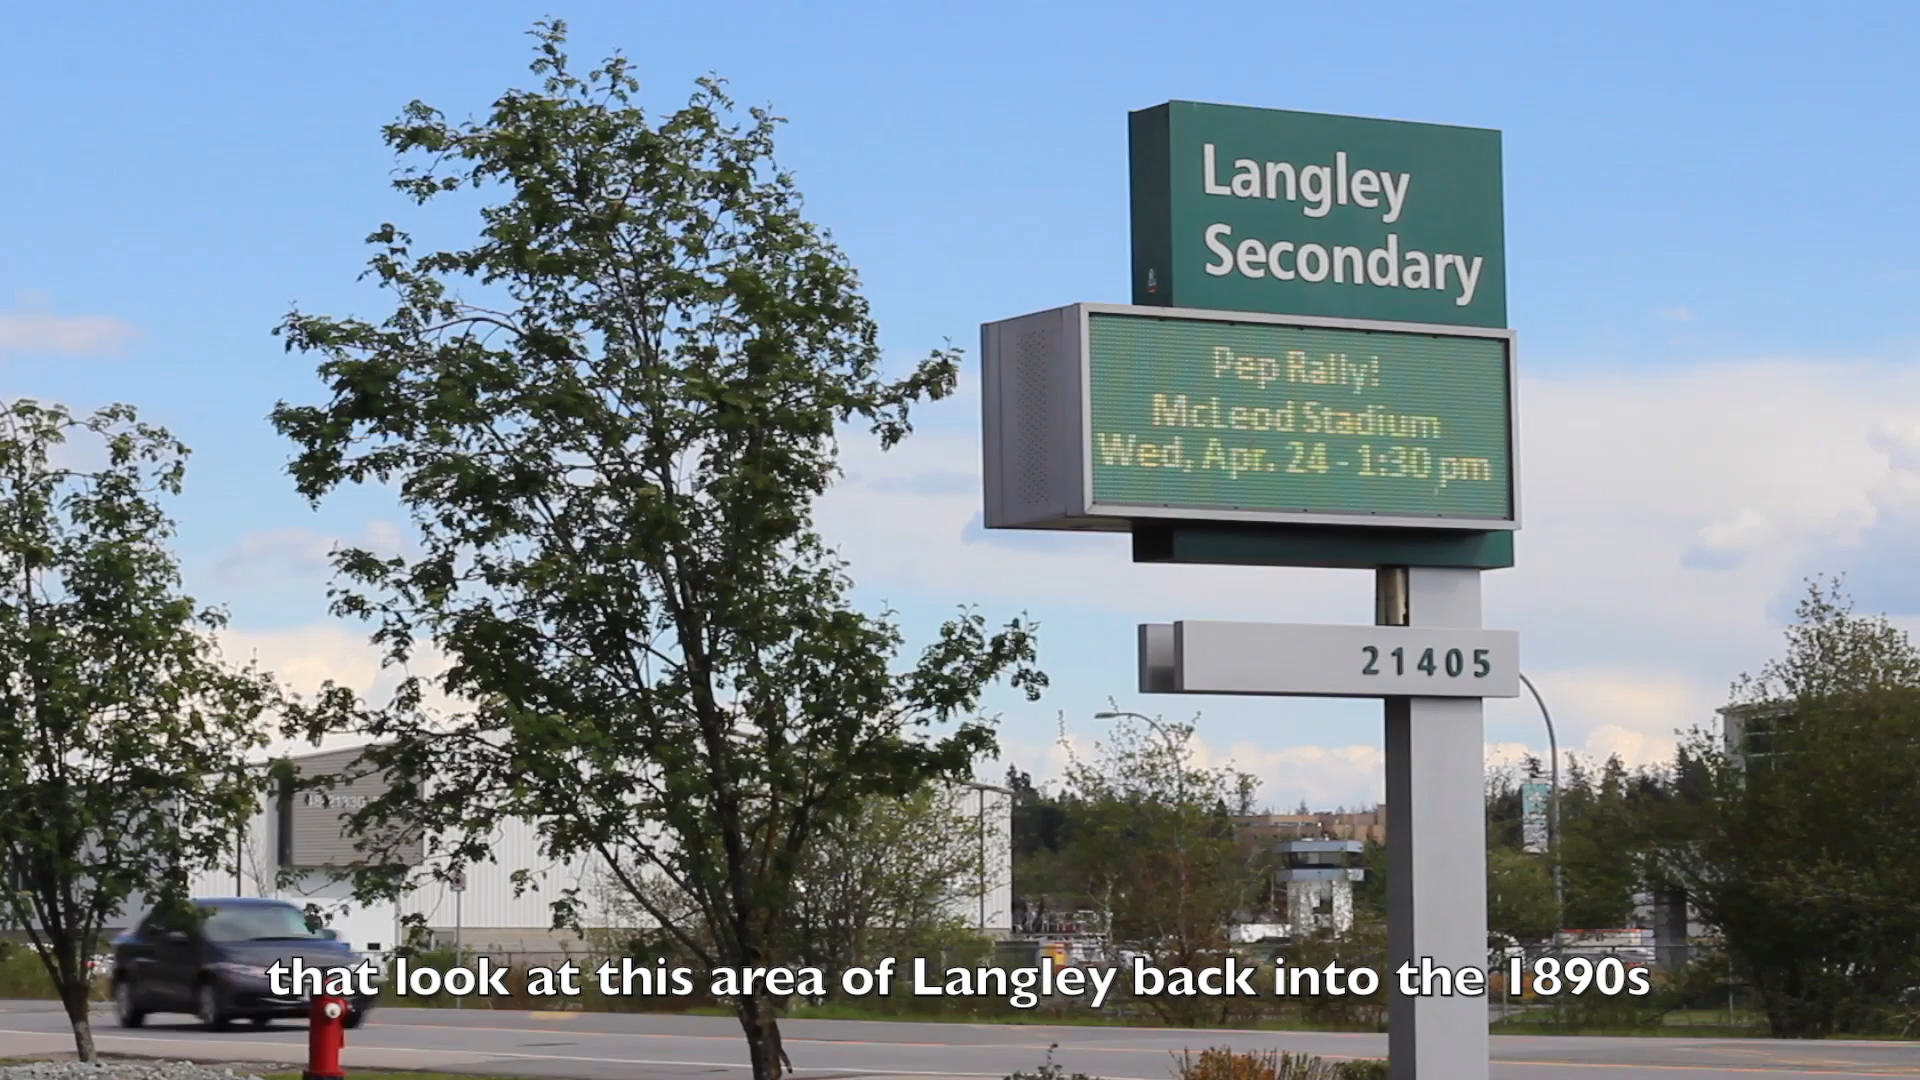 Langley
Secondary
Pep Rally!
McLeod Stadium
Wed, Apr. 24 - 1:30 pm
21405
that look at this area of Langley back into the 1890s